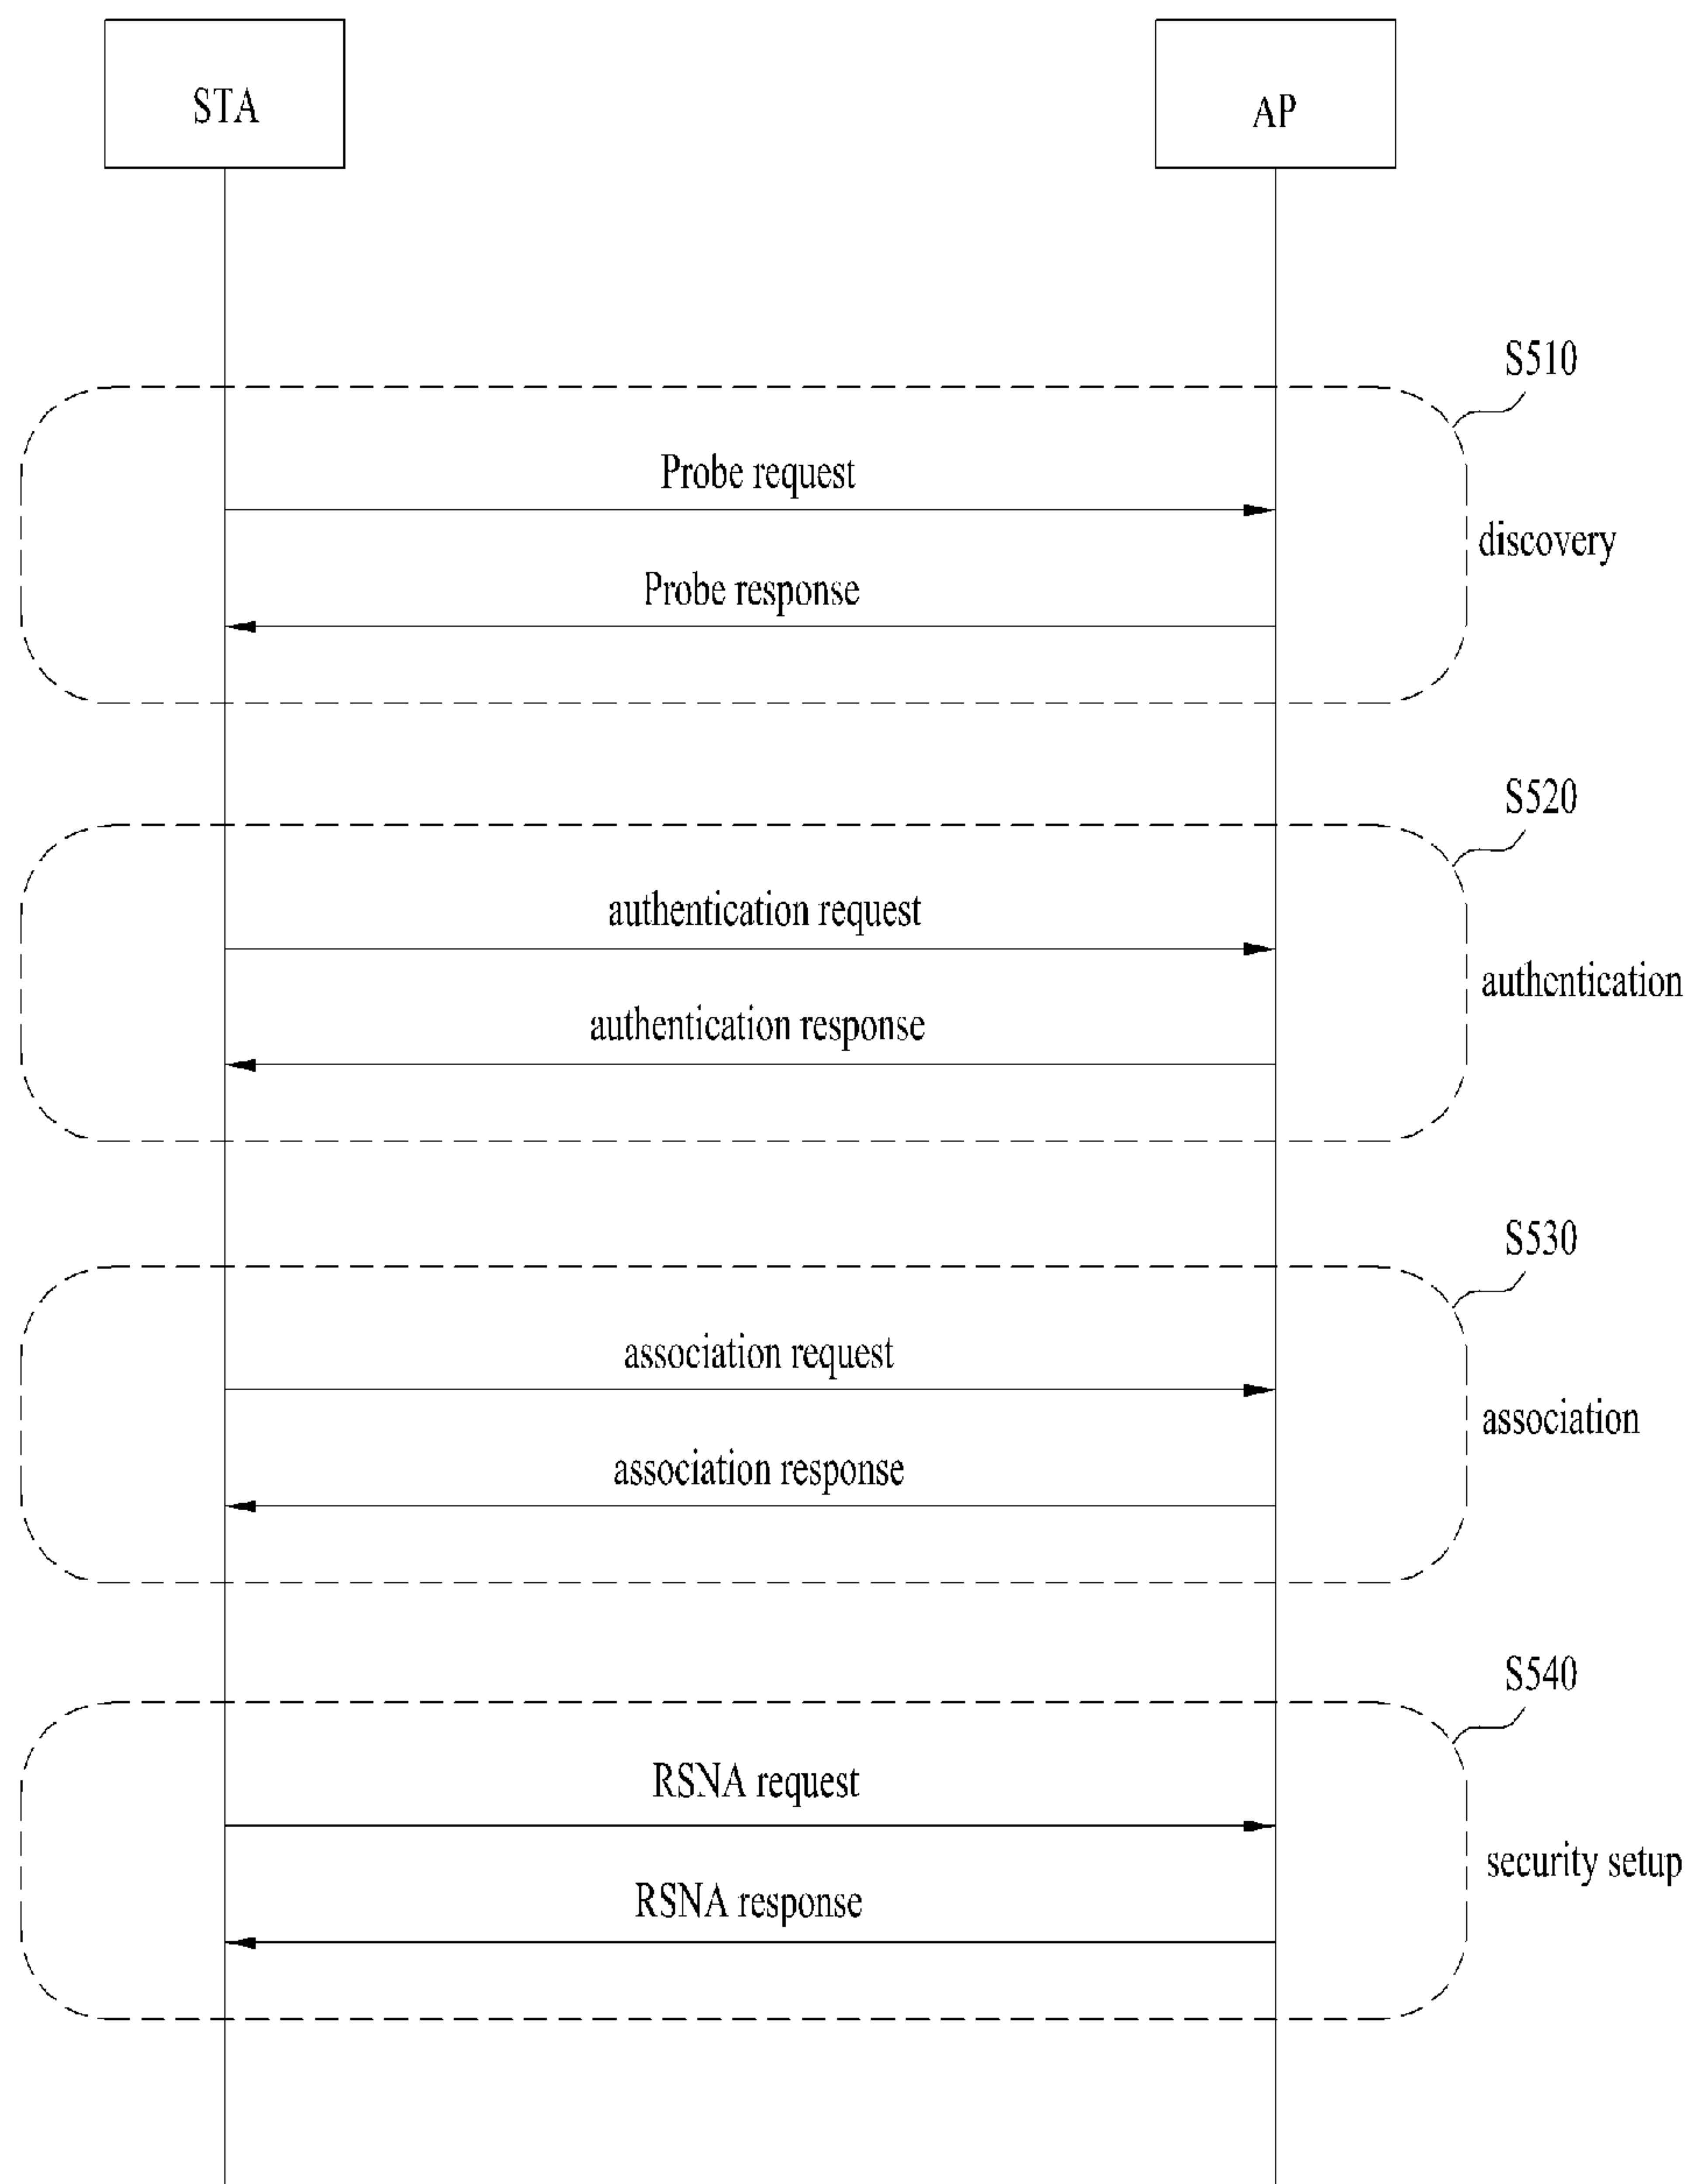 STA
AP
S510
Probe request
discovery
Probe response
S520
authentication request
authentication
authentication response
S530
association request
association
association response
S540
RSNA request
security setup
RSNA response